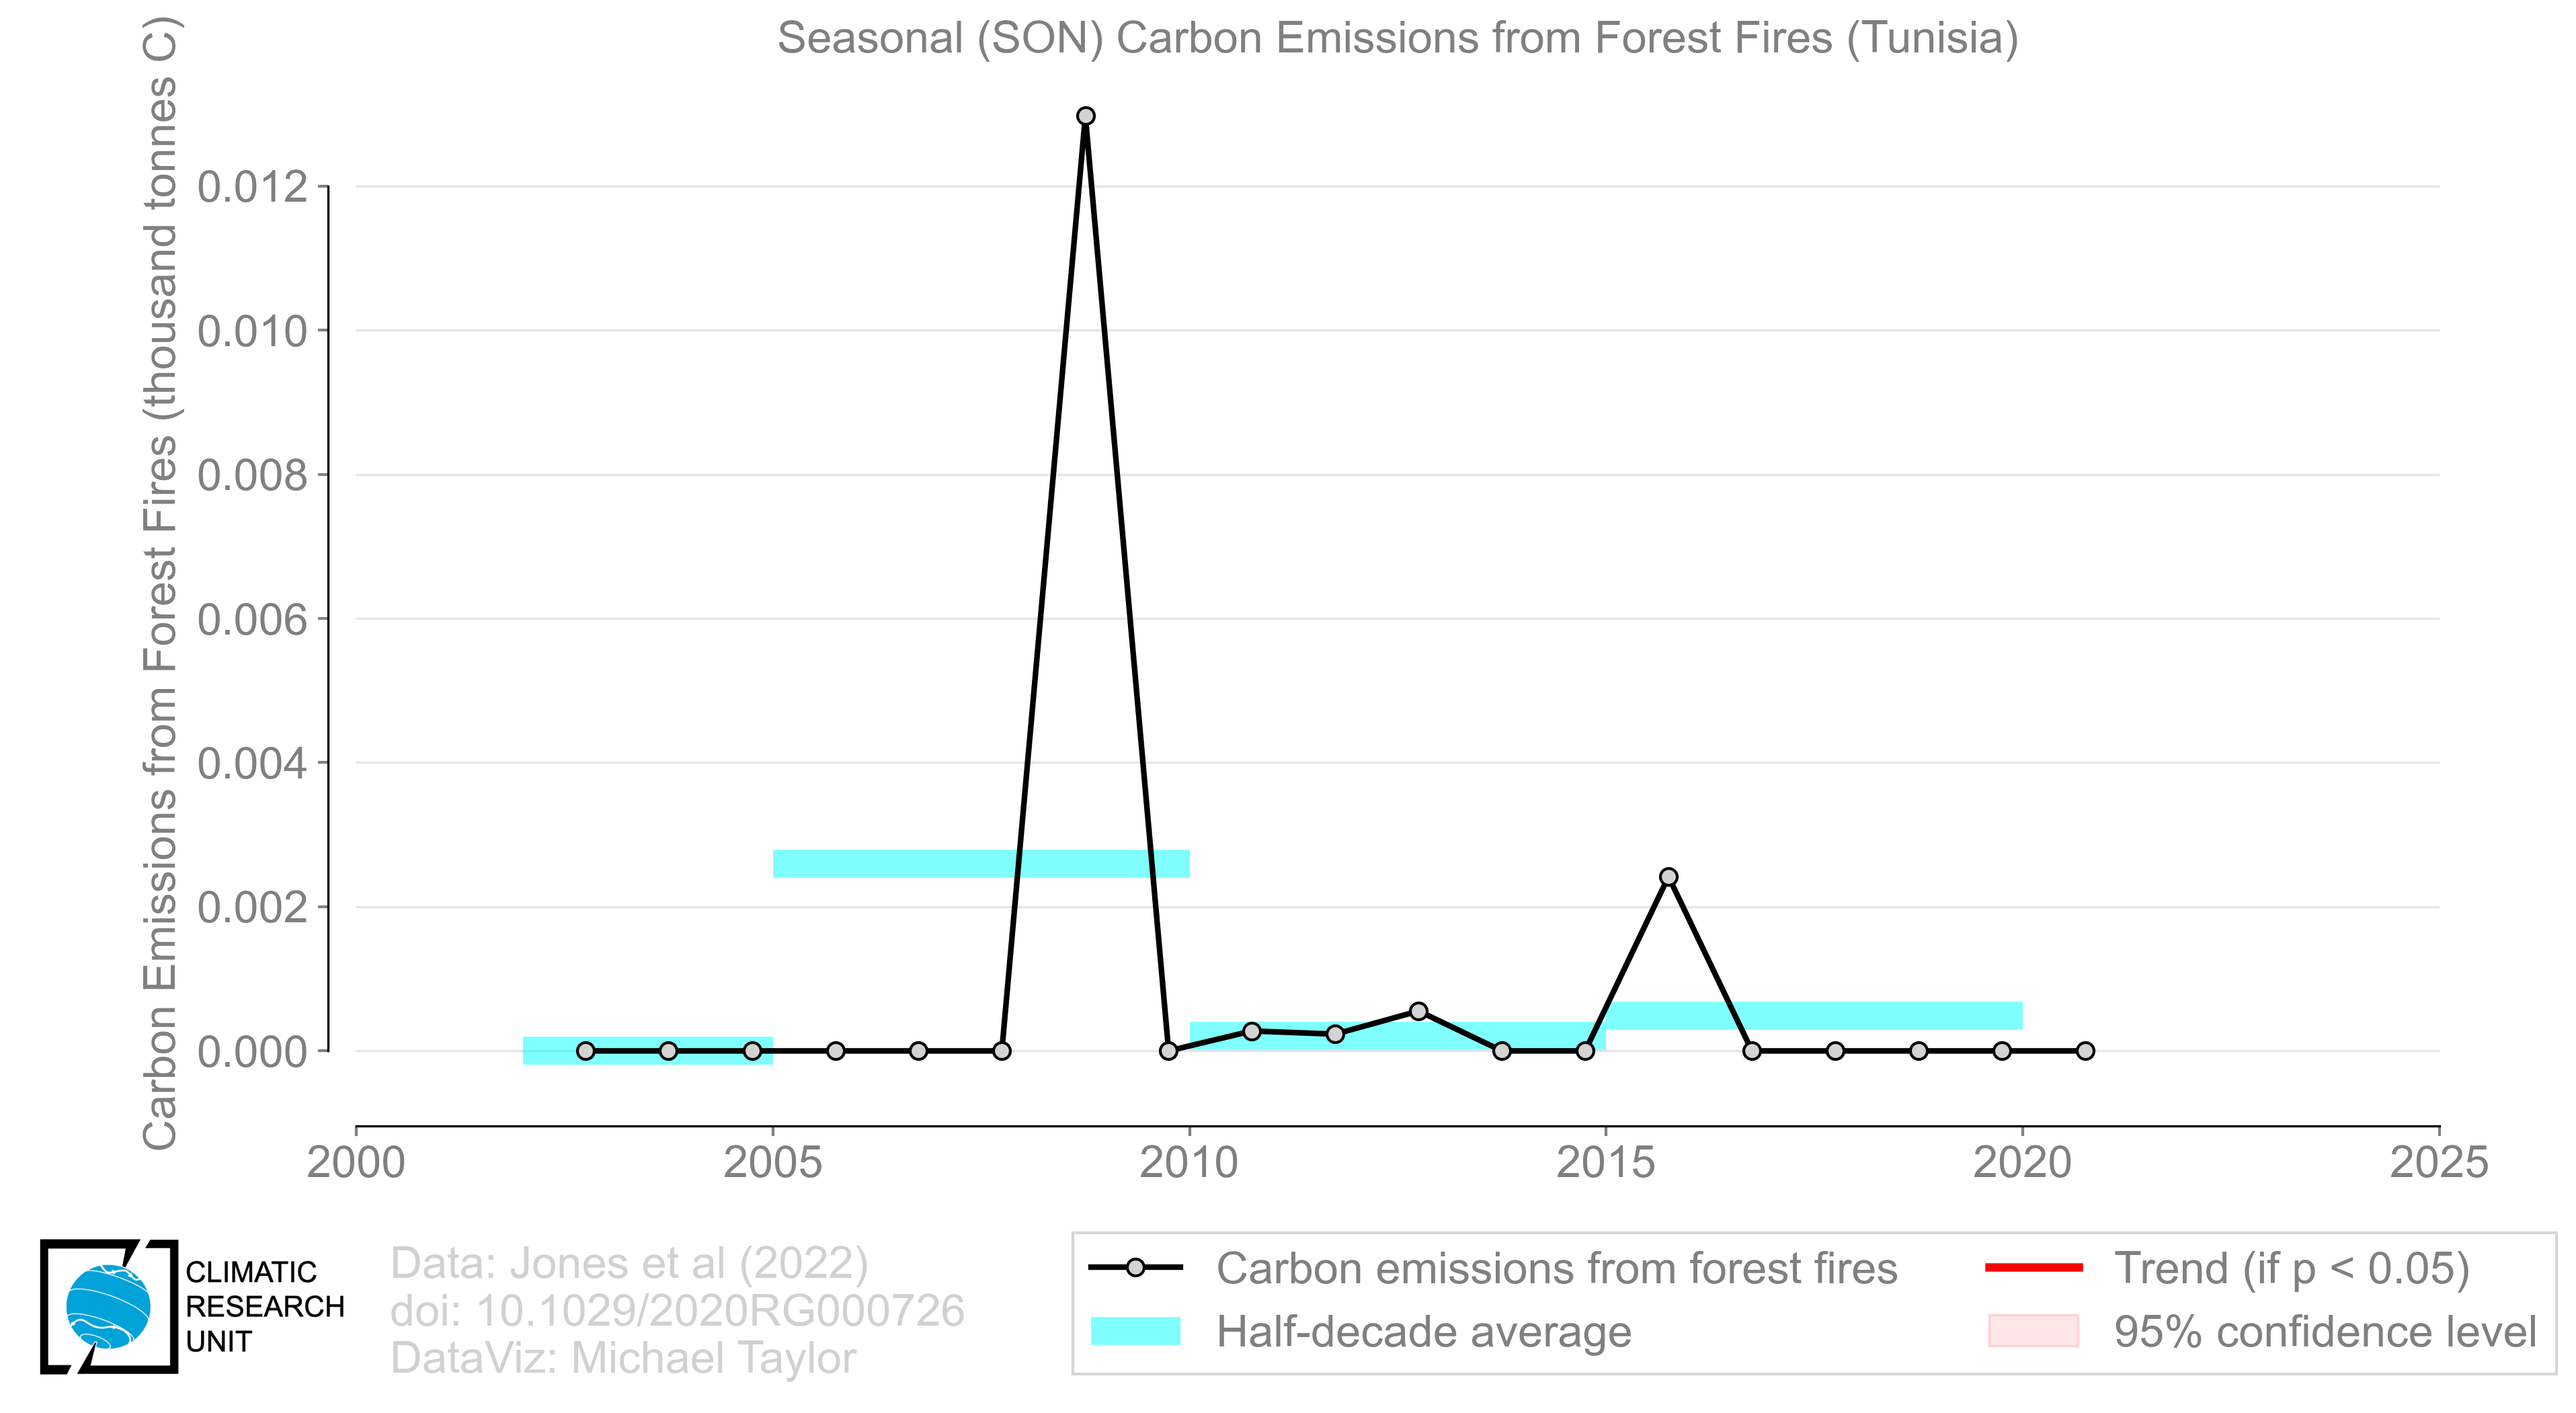 Seasonal (SON) Carbon Emissions from Forest Fires (Tunisia)
Carbon Emissions from Forest Fires (thousand tonnes C)
0.012
0.010
0.008
0.006
0.004
0.002
0.000
2000 2005 2010 2015 2020 2025
CLIMATIC
RESEARCH
UNIT
Data: Jones et al (2022)
doi: 10.1029/2020RG000726
DataViz: Michael Taylor
Carbon emissions from forest fires
Half-decade average
Trend (if p < 0.05)
95% confidence level